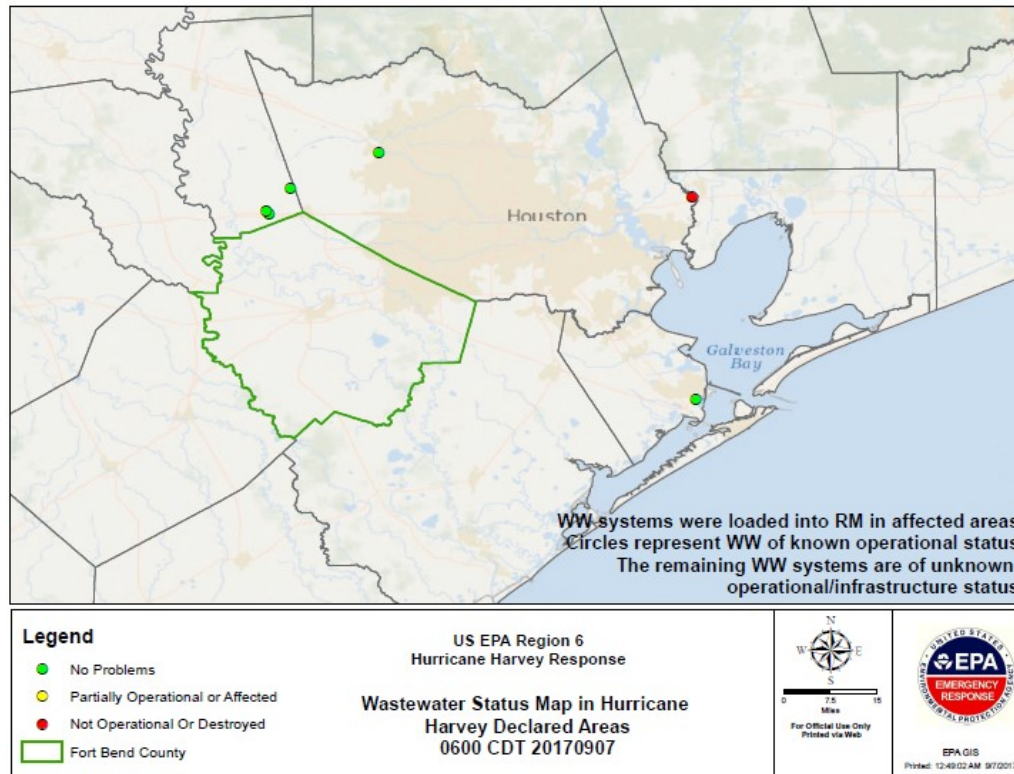 Houston
Galveston
Bay
WW systems were loaded into RM in affected areas
Circles represent WW of known operational status
The remaining WW systems are of unknown
operational/infrastructure status
Legend
No Problems
Partially Operational or Affected
Not Operational Or Destroyed
Fort Bend County
US EPA Region 6
Hurricane Harvey Response
Wastewater Status Map in Hurricane
Harvey Declared Areas
0600 CDT 20170907
N
W E
S
0 7.5 15
Miles
For Official Use Only
Printed via Web
UNITED STATES
EPA
EMERGENCY
RESPONSE
ENVIRONMENTAL PROTECTION AGENCY
EPA GIS
Printed: 12:49:02 AM 9/7/2017